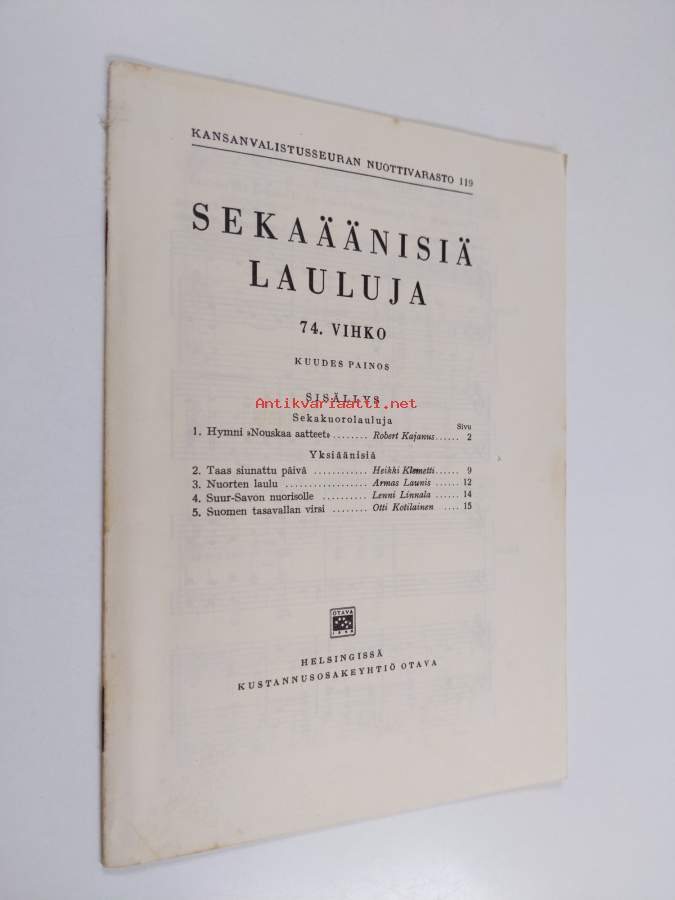 KANSANVALISTUSSEURAN NUOTTIVARASTO 119
SEKAÄÄNISIÄ
LAULUJA
74. VIHKO
KUUDES PAINOS
SISÄLLYS
Antikvariaatti.net
Sekakuorolauluja
Sivu
1. Hymni »Nouskaa aatteet» ........ Robert Kajanus ...... 2
Yksiäänisiä
2. Taas siunattu päivä ............ Heikki Klemetti ..... 9
3. Nuorten laulu .................. Armas Launis ...... 12
4. Suur-Savon nuorisolle .......... Lenni Linnala ...... 14
5. Suomen tasavallan virsi ........ Otti Kotilainen .... 15
OTAVA
1890
HELSINGISSÄ
KUSTANNUSOSAKEYHTIÖ OTAVA